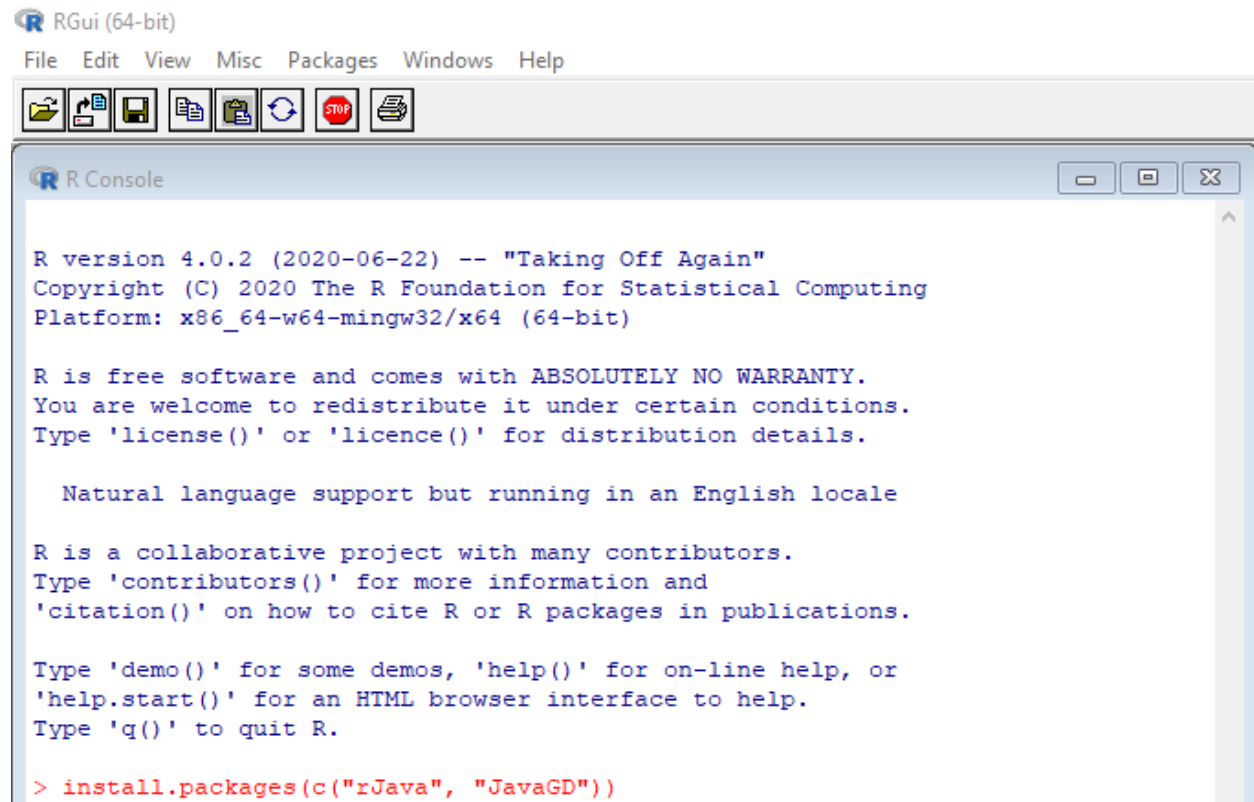 RGui (64-bit)
File Edit View Misc Packages Windows Help
STOP
R Console
R version 4.0.2 (2020-06-22) -- "Taking Off Again"
Copyright (C) 2020 The R Foundation for Statistical Computing
Platform: x86_64-w64-mingw32/x64 (64-bit)
R is free software and comes with ABSOLUTELY NO WARRANTY.
You are welcome to redistribute it under certain conditions.
Type 'license()' or 'licence()' for distribution details.
Natural language support but running in an English locale
R is a collaborative project with many contributors.
Type 'contributors()' for more information and
'citation()' on how to cite R or R packages in publications.
Type 'demo()' for some demos, 'help()' for on-line help, or
'help.start()' for an HTML browser interface to help.
Type 'q()' to quit R.
> install.packages(c("rJava", "JavaGD"))